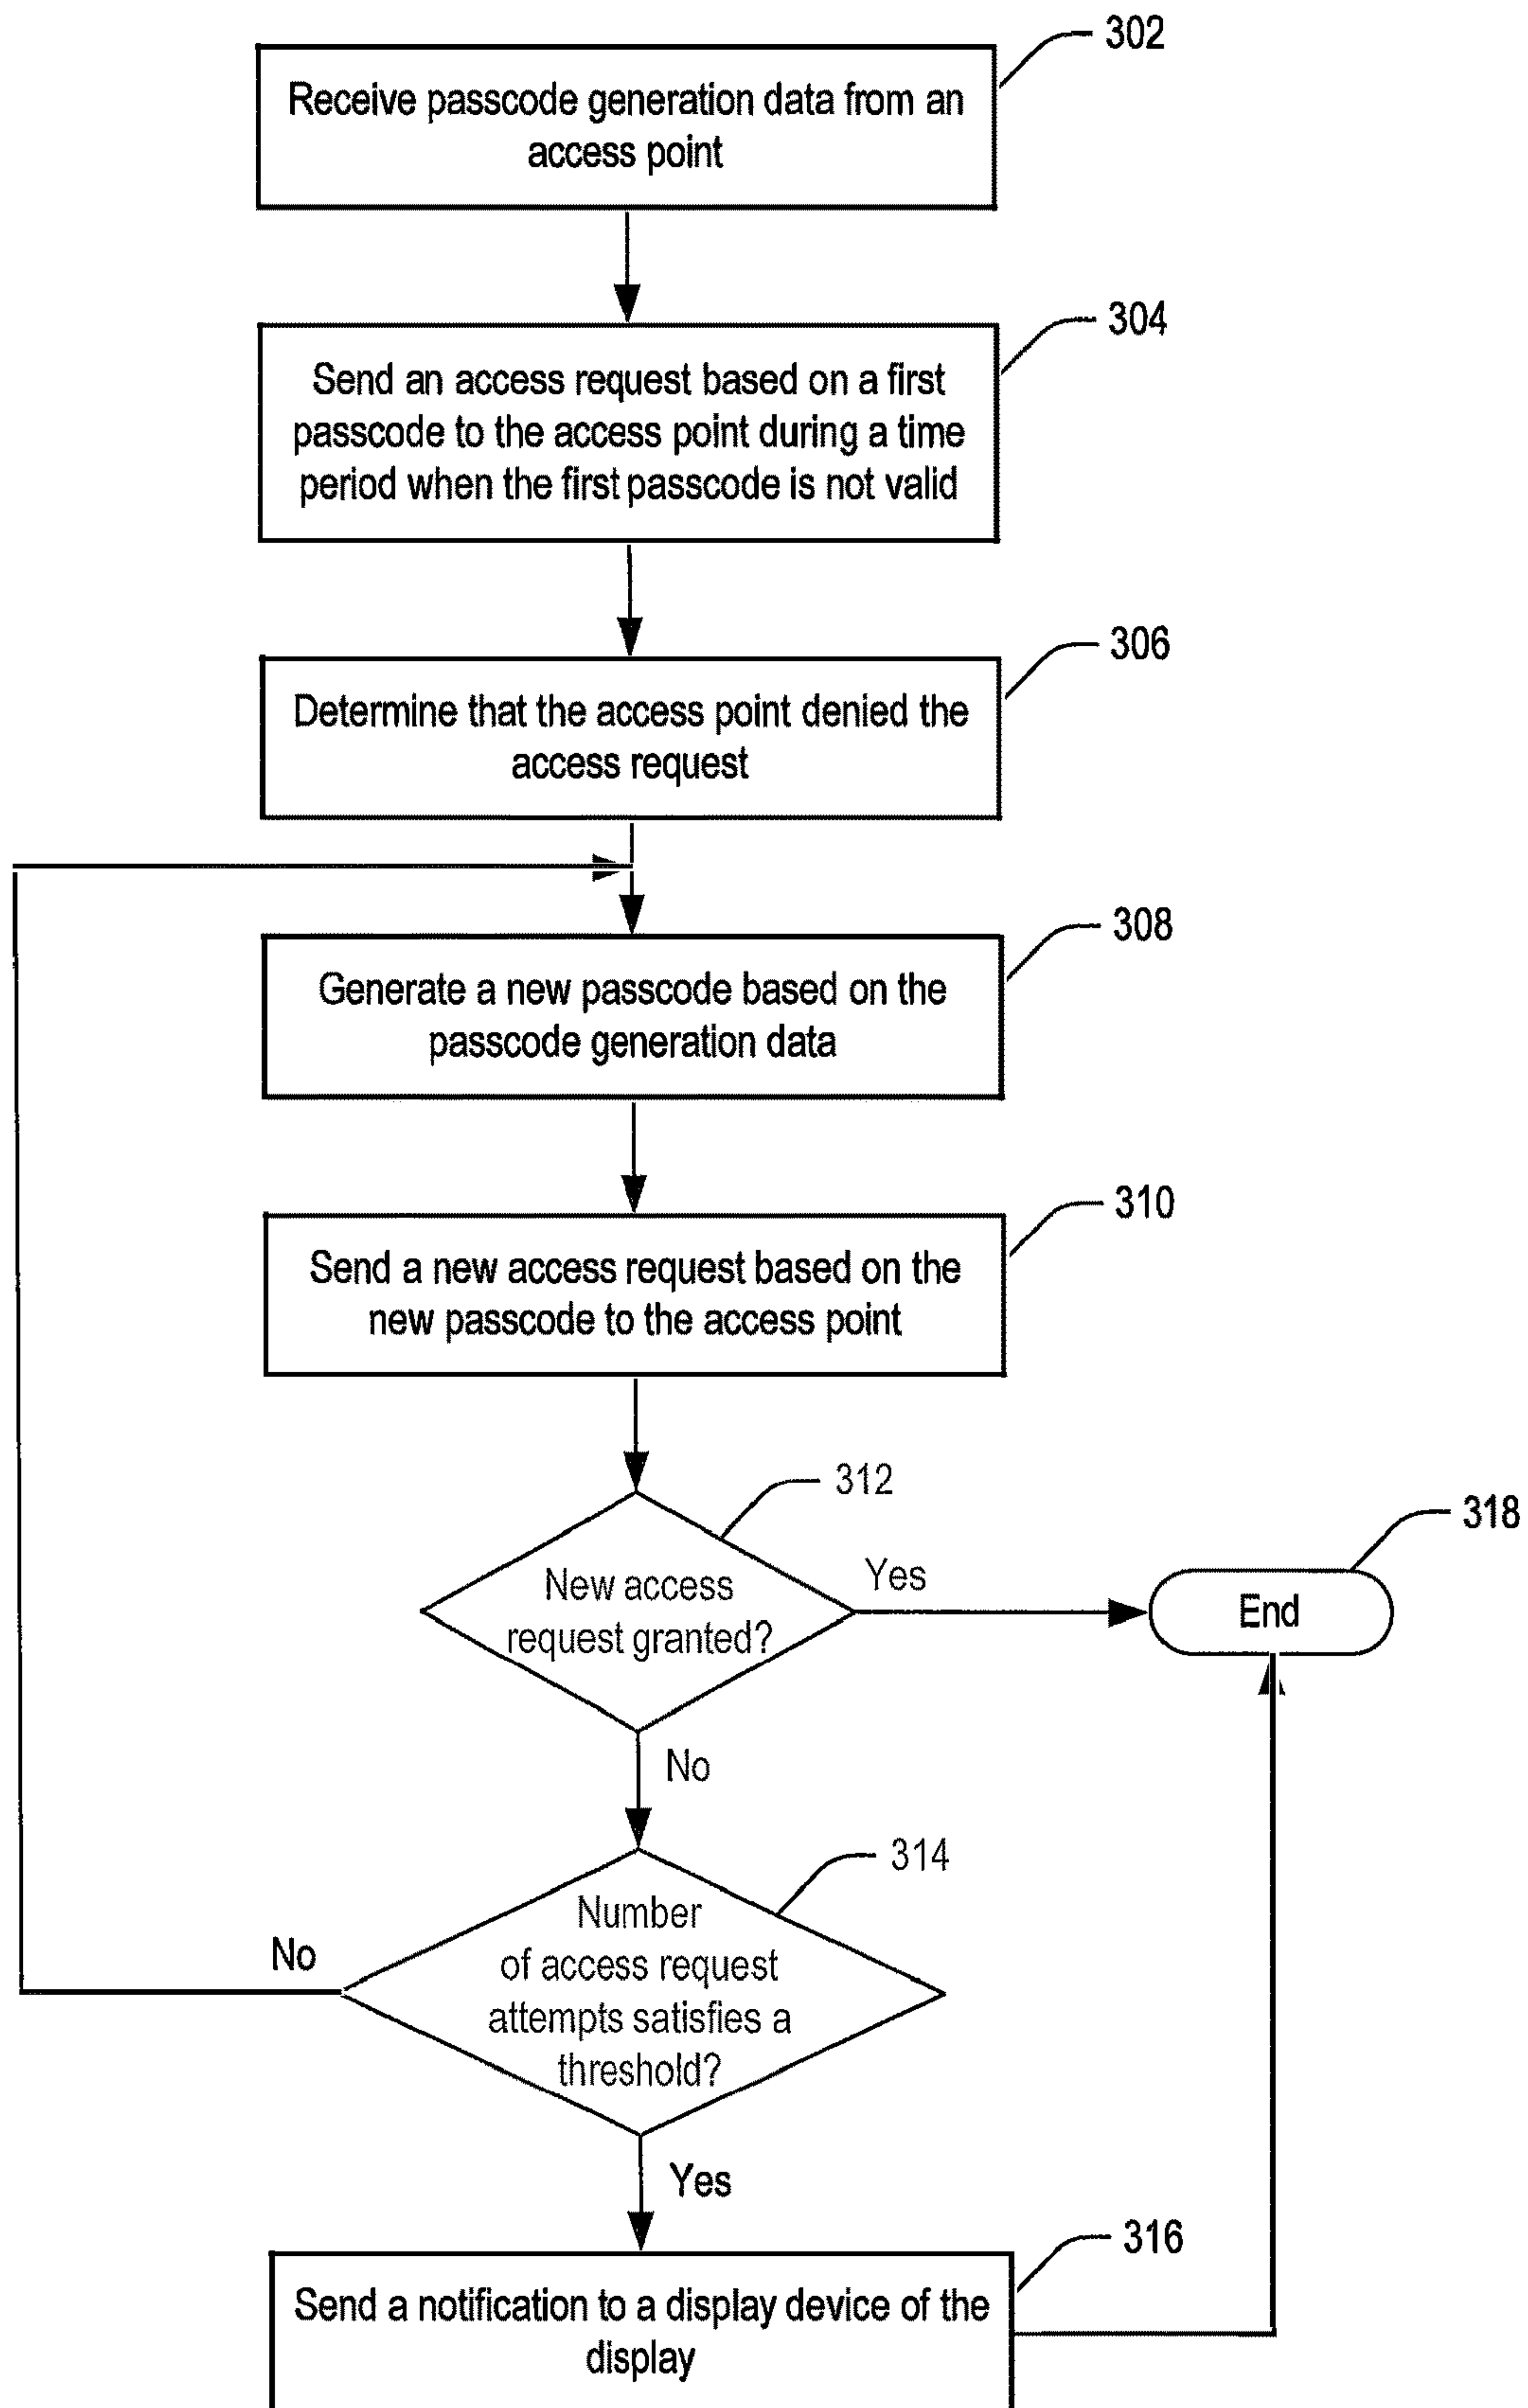 302
Receive passcode generation data from an
access point
304
Send an access request based on a first
passcode to the access point during a time
period when the first passcode is not valid
306
Determine that the access point denied the
access request
308
Generate a new passcode based on the
passcode generation data
310
Send a new access request based on the
new passcode to the access point
312
New access
request granted?
Yes
318
End
No
314
Number
of access request
attempts satisfies a
threshold?
No
Yes
316
Send a notification to a display device of the
display